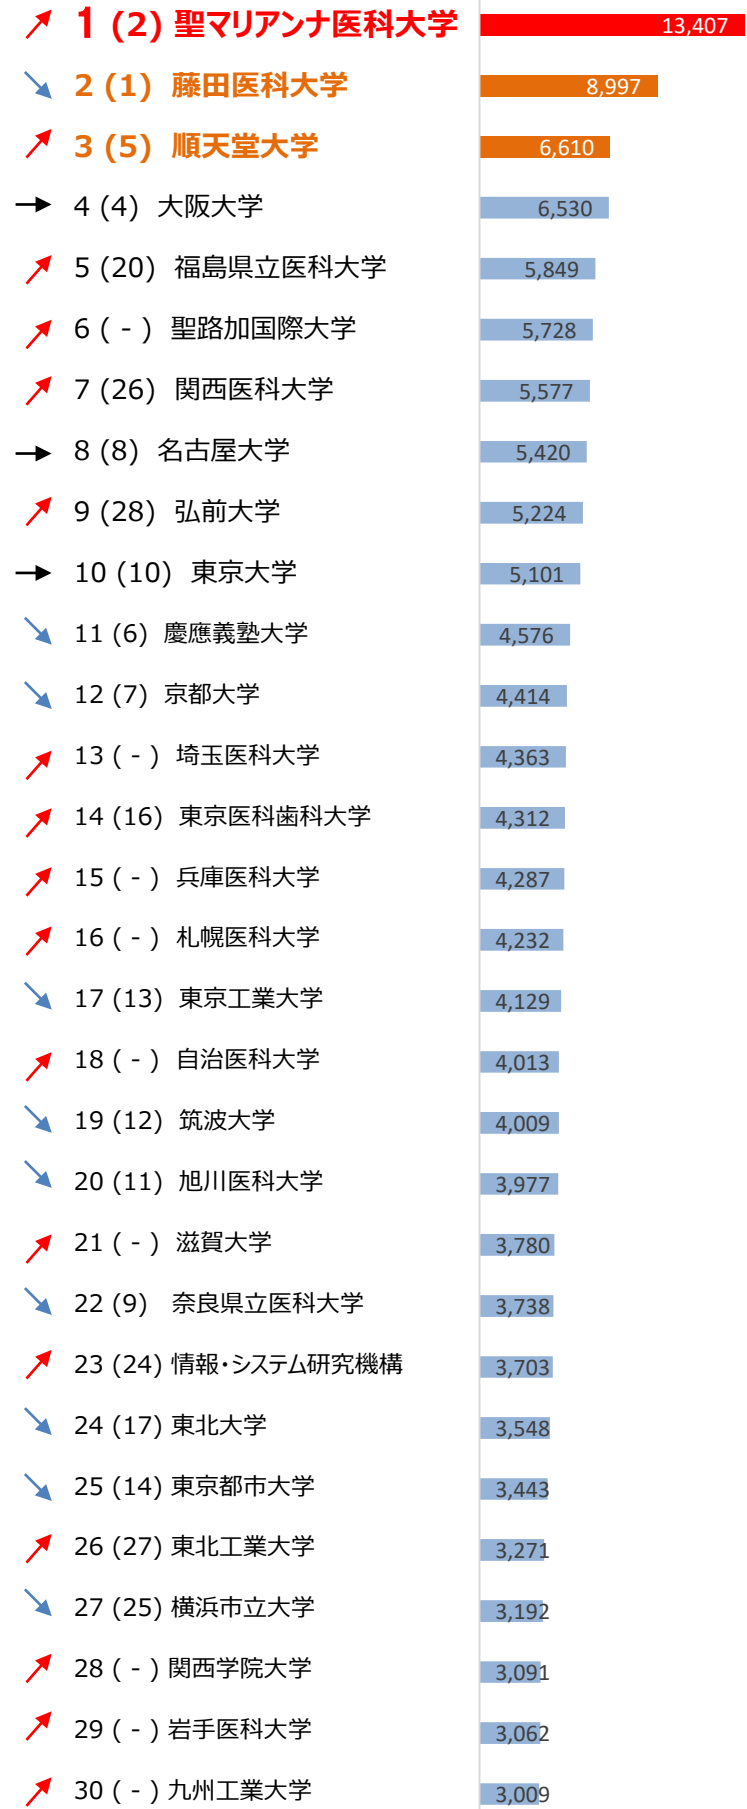 1 (2) 聖マリアンナ医科大学 13,407
2 (1) 藤田医科大学 8,997
3 (5) 順天堂大学 6,610
4 (4) 大阪大学 6,530
5 (20) 福島県立医科大学 5,849
6 ( - ) 聖路加国際大学 5,728
7 (26) 関西医科大学 5,577
8 (8) 名古屋大学 5,420
9 (28) 弘前大学 5,224
10 (10) 東京大学 5,101
11 (6) 慶應義塾大学 4,576
12 (7) 京都大学 4,414
13 ( - ) 埼玉医科大学 4,363
14 (16) 東京医科歯科大学 4,312
15 ( - ) 兵庫医科大学 4,287
16 ( - ) 札幌医科大学 4,232
17 (13) 東京工業大学 4,129
18 ( - ) 自治医科大学 4,013
19 (12) 筑波大学 4,009
20 (11) 旭川医科大学 3,977
21 ( - ) 滋賀大学 3,780
22 (9) 奈良県立医科大学 3,738
23 (24) 情報・システム研究機構 3,703
24 (17) 東北大学 3,548
25 (14) 東京都市大学 3,443
26 (27) 東北工業大学 3,271
27 (25) 横浜市立大学 3,192
28 ( - ) 関西学院大学 3,091
29 ( - ) 岩手医科大学 3,062
30 ( - ) 九州工業大学 3,009